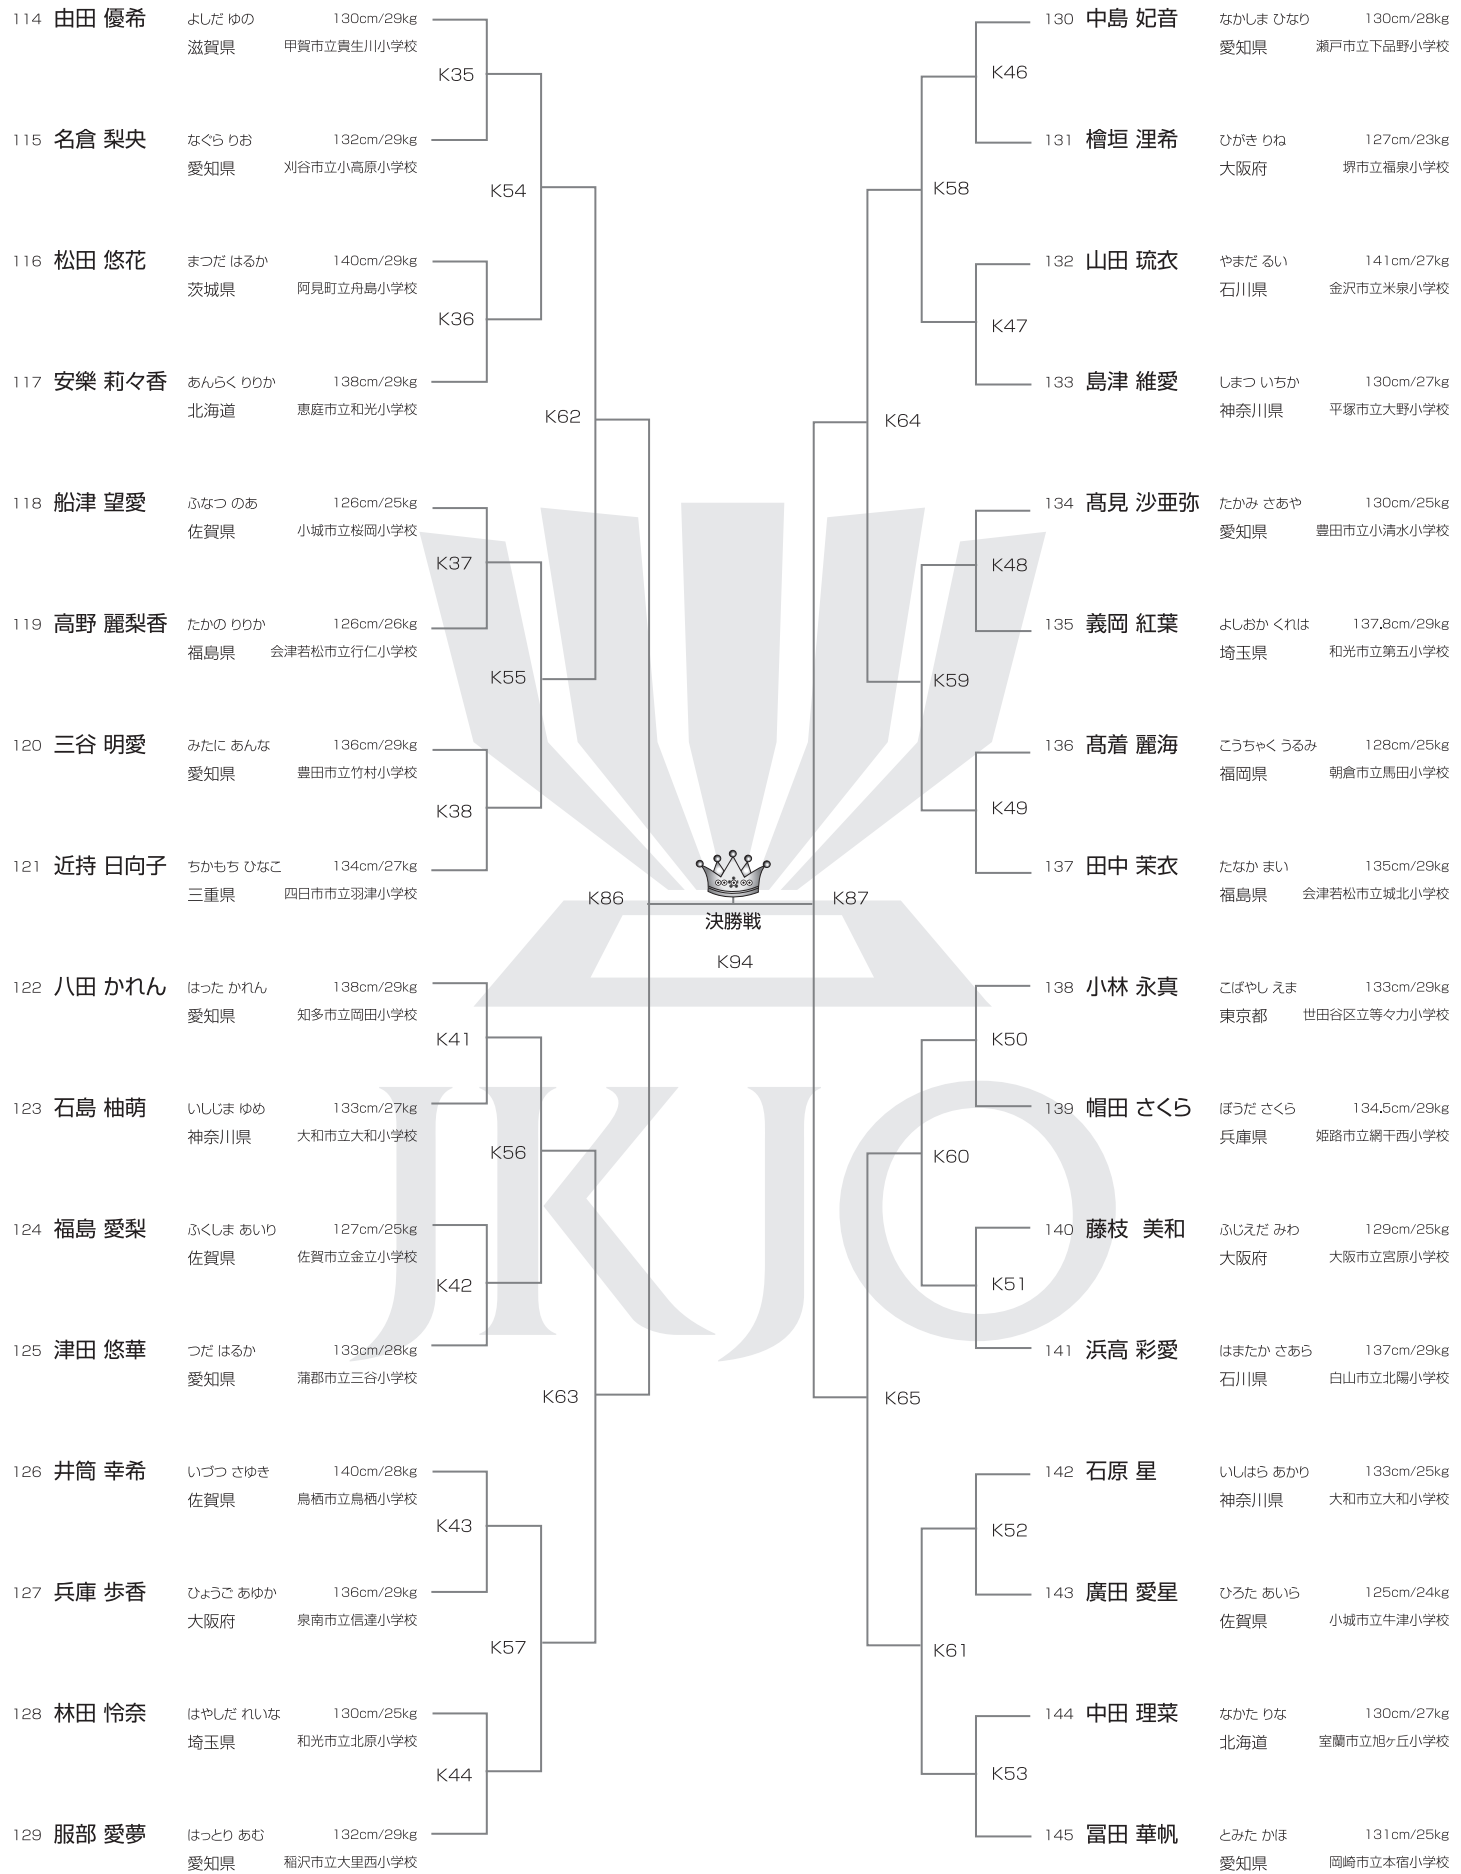 114 由田 優希 よしだ ゆの 130cm/29kg
滋賀県 甲賀市立貴生川小学校
K35
115 名倉 梨央 なぐら りお 132cm/29kg
愛知県 刈谷市立小高原小学校
K54
116 松田 悠花 まつだ はるか 140cm/29kg
茨城県 阿見町立舟島小学校
K36
117 安樂 莉々香 あんらく りりか 138cm/29kg
北海道 恵庭市立和光小学校
K62
118 船津 望愛 ふなつ のあ 126cm/25kg
佐賀県 小城市立桜岡小学校
K37
119 高野 麗梨香 たかの りりか 126cm/26kg
福島県 会津若松市立行仁小学校
K55
120 三谷 明愛 みたに あんな 136cm/29kg
愛知県 豊田市立竹村小学校
K38
121 近持 日向子 ちかもち ひなこ 134cm/27kg
三重県 四日市市立羽津小学校
K86
122 八田 かれん はった かれん 138cm/29kg
愛知県 知多市立岡田小学校
K41
123 石島 柚萌 いしじま ゆめ 133cm/27kg
神奈川県 大和市立大和小学校
K56
124 福島 愛梨 ふくしま あいり 127cm/25kg
佐賀県 佐賀市立金立小学校
K42
125 津田 悠華 つだ はるか 133cm/28kg
愛知県 蒲郡市立三谷小学校
K63
126 井筒 幸希 いづつ さゆき 140cm/28kg
佐賀県 鳥栖市立鳥栖小学校
K43
127 兵庫 歩香 ひょうご あゆか 136cm/29kg
大阪府 泉南市立信達小学校
K57
128 林田 怜奈 はやしだ れいな 130cm/25kg
埼玉県 和光市立北原小学校
K44
129 服部 愛夢 はっとり あむ 132cm/29kg
愛知県 稲沢市立大里西小学校
決勝戦
K94
JKJO
130 中島 妃音 なかしま ひなり 130cm/28kg
愛知県 瀬戸市立下品野小学校
K46
131 檜垣 浬希 ひがき りね 127cm/23kg
大阪府 堺市立福泉小学校
K58
132 山田 琉衣 やまだ るい 141cm/27kg
石川県 金沢市立米泉小学校
K47
133 島津 維愛 しまつ いちか 130cm/27kg
神奈川県 平塚市立大野小学校
K64
134 髙見 沙亜弥 たかみ さあや 130cm/25kg
愛知県 豊田市立小清水小学校
K48
135 義岡 紅葉 よしおか くれは 137.8cm/29kg
埼玉県 和光市立第五小学校
K59
136 髙着 麗海 こうちゃく うるみ 128cm/25kg
福岡県 朝倉市立馬田小学校
K49
137 田中 茉衣 たなか まい 135cm/29kg
福島県 会津若松市立城北小学校
K87
138 小林 永真 こばやし えま 133cm/29kg
東京都 世田谷区立等々力小学校
K50
139 帽田 さくら ぼうだ さくら 134.5cm/29kg
兵庫県 姫路市立網干西小学校
K60
140 藤枝 美和 ふじえだ みわ 129cm/25kg
大阪府 大阪市立宮原小学校
K51
141 浜高 彩愛 はまたか さあら 137cm/29kg
石川県 白山市立北陽小学校
K65
142 石原 星 いしはら あかり 133cm/25kg
神奈川県 大和市立大和小学校
K52
143 廣田 愛星 ひろた あいら 125cm/24kg
佐賀県 小城市立牛津小学校
K61
144 中田 理菜 なかた りな 130cm/27kg
北海道 室蘭市立旭ヶ丘小学校
K53
145 冨田 華帆 とみた かほ 131cm/25kg
愛知県 岡崎市立本宿小学校